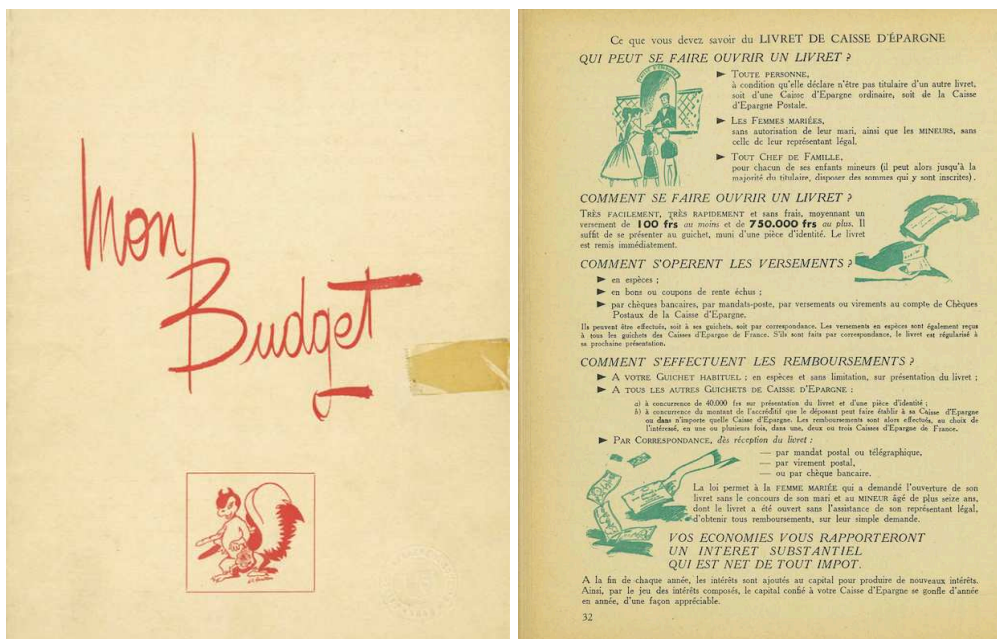 Mon
Budget
Ce que vous devez savoir du LIVRET DE CAISSE D'ÉPARGNE
QUI PEUT SE FAIRE OUVRIR UN LIVRET ?
► TOUTE PERSONNE,
à condition qu'elle déclare n'être pas titulaire d'un autre livret,
soit d'une Caisse d'Epargne ordinaire, soit de la Caisse
d'Epargne Postale.
► LES FEMMES MARIÉES,
sans autorisation de leur mari, ainsi que les MINEURS, sans
celle de leur représentant légal,
► TOUT CHEF DE FAMILLE,
pour chacun de ses enfants mineurs (il peut alors jusqu'à la
majorité du titulaire, disposer des sommes qui y sont inscrites).
COMMENT SE FAIRE OUVRIR UN LIVRET ?
TRÈS FACILEMENT, TRÈS RAPIDEMENT et sans frais, moyennant un
versement de 100 frs au moins et de 750.000 frs au plus. Il
suffit de se présenter au guichet, muni d'une pièce d'identité. Le livret
est remis immédiatement.
COMMENT S'OPERENT LES VERSEMENTS ?
► en espèces ;
► en bons ou coupons de rente échus ;
► par chèques bancaires, par mandats-poste, par versements ou virements au compte de Chèques
Postaux de la Caisse d'Epargne.
Ils peuvent être effectués, soit à ses guichets, soit par correspondance. Les versements en espèces sont également reçus
à tous les guichets des Caisses d'Epargne de France. S'ils sont faits par correspondance, le livret est régularisé à
sa prochaine présentation.
COMMENT S'EFFECTUENT LES REMBOURSEMENTS ?
► A VOTRE GUICHET HABITUEL ; en espèces et sans limitation, sur présentation du livret ;
► A TOUS LES AUTRES GUICHETS DE CAISSE D'EPARGNE :
a) à concurrence de 40.000 frs sur présentation du livret et d'une pièce d'identité ;
b) à concurrence du montant de l'accréditif que le déposant peut faire établir à sa Caisse d'Epargne
ou dans n'importe quelle Caisse d'Epargne. Les remboursements sont alors effectués, au choix de
l'intéressé, en une ou plusieurs fois, dans une, deux ou trois Caisses d'Epargne de France.
► PAR CORRESPONDANCE, dès réception du livret :
— par mandat postal ou télégraphique,
— par virement postal,
— ou par chèque bancaire.
La loi permet à la FEMME MARIÉE qui a demandé l'ouverture de son
livret sans le concours de son mari et au MINEUR âgé de plus seize ans,
dont le livret a été ouvert sans l'assistance de son représentant légal,
d'obtenir tous remboursements, sur leur simple demande.
VOS ECONOMIES VOUS RAPPORTERONT
UN INTERET SUBSTANTIEL
QUI EST NET DE TOUT IMPOT.
A la fin de chaque année, les intérêts sont ajoutés au capital pour produire de nouveaux intérêts.
Ainsi, par le jeu des intérêts composés, le capital confié à votre Caisse d'Epargne se gonfle d'année
en année, d'une façon appréciable.
32